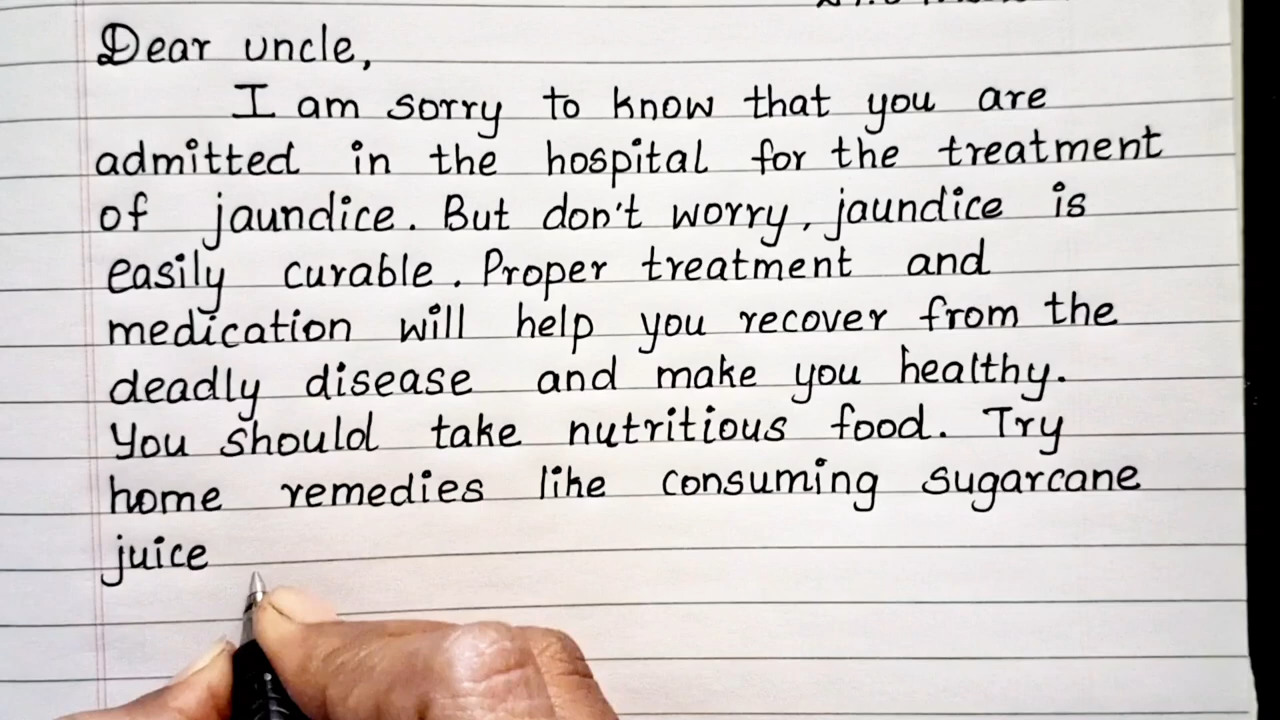 Dear uncle,
I am sorry to know that you are
admitted in the hospital for the treatment
of jaundice. But don't worry, jaundice is
easily curable. Proper treatment and
medication will help you recover from the
deadly disease and make you healthy.
You should take nutritious food. Try
home remedies like consuming sugarcane
juice